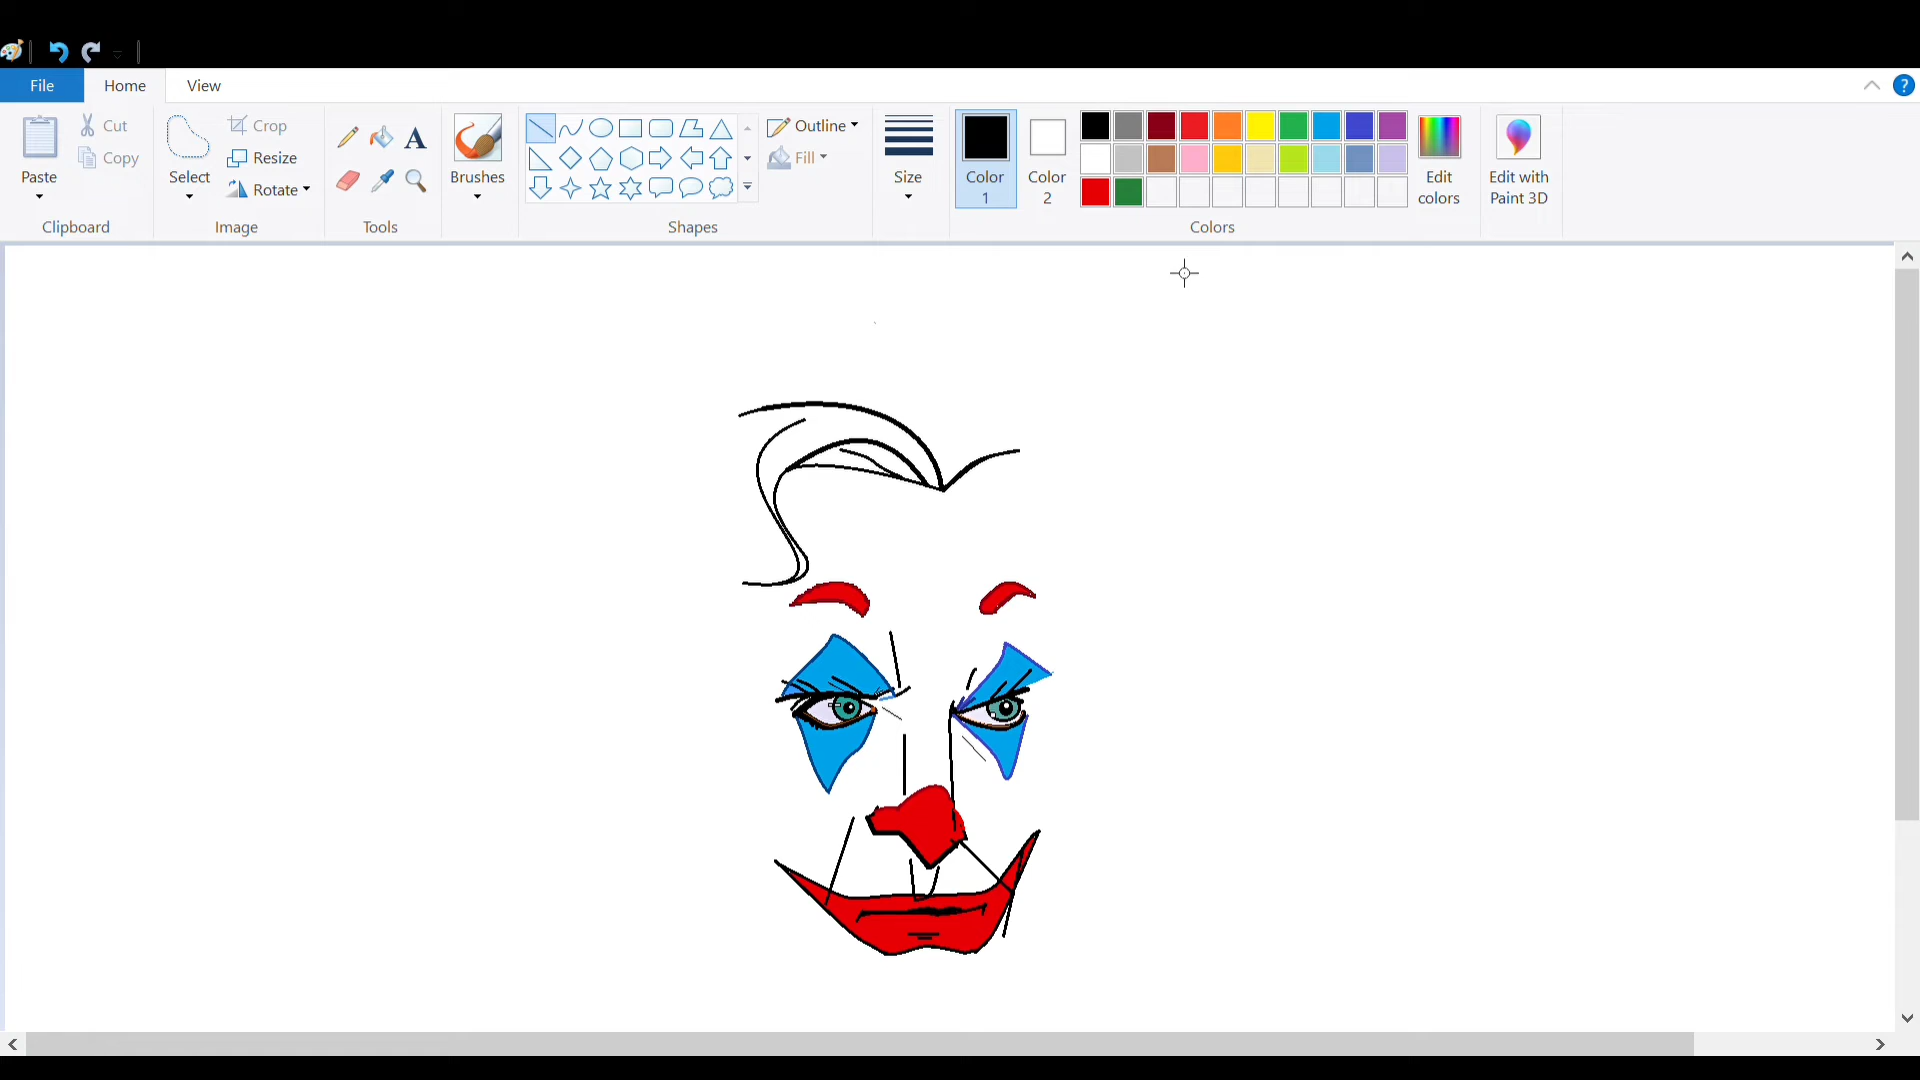 File Home View ?
Cut Crop Outline
Copy Resize Fill
Paste Select Rotate Brushes Size Color 1 Color 2 Edit colors Edit with Paint 3D
Clipboard Image Tools Shapes Colors
A